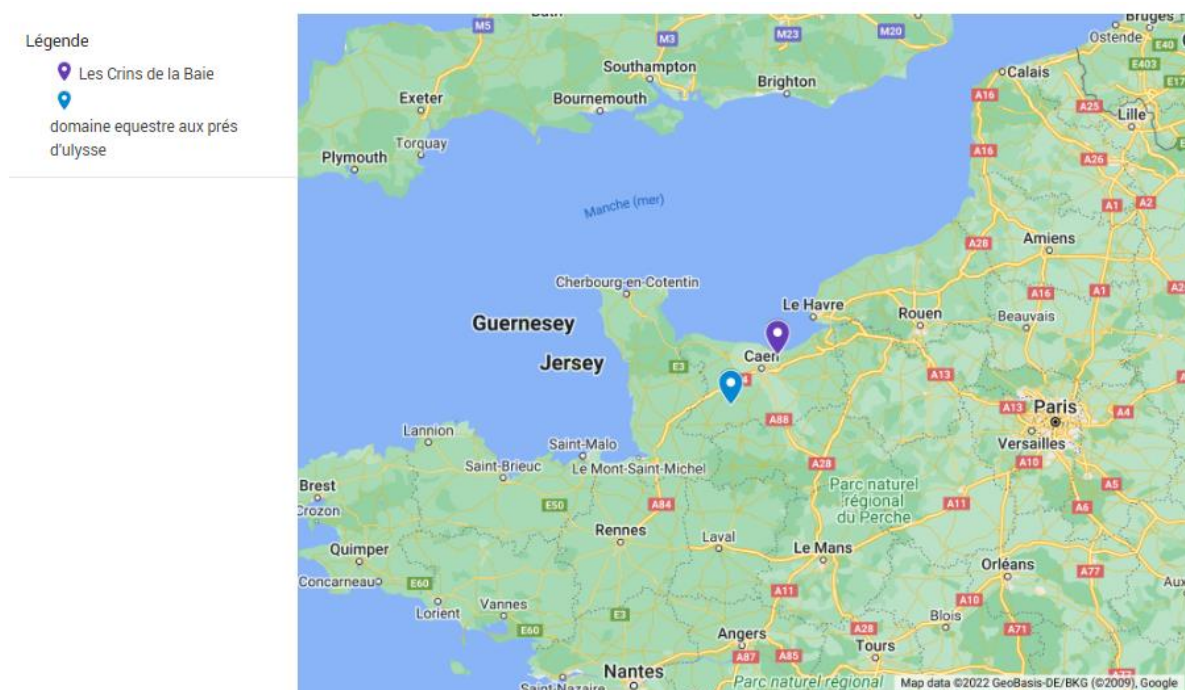 Légende
Les Crins de la Baie
domaine equestre aux prés
d'ulysse
M5
M3
M23
M20
Bruges
Ostende
E40
E403
Southampton
Calais
Exeter
Bournemouth
Brighton
A16
A25
Lille
Torquay
Plymouth
A16
A26
Manche (mer)
A1
A2
A28
Amiens
Cherbourg-en-Cotentin
A16
A1
Le Havre
Rouen
Beauvais
Guernesey
Caen
Jersey
E3
A13
A13
Paris
A4
A88
Versailles
Lannion
Saint-Malo
A10
Saint-Brieuc
Le Mont-Saint-Michel
A28
Brest
Parc naturel
régional
du Perche
A5
A11
A6
Crozon
E50
A84
Rennes
Laval
Quimper
Le Mans
Orléans
A77
Concarneau
E60
A11
Lorient
Vannes
E3
A10
Blois
E60
Angers
A28
A71
A87
A85
Tours
Nantes
Saint-Nazaire
Parc naturel régional
Map data ©2022 GeoBasis-DE/BKG (©2009), Google